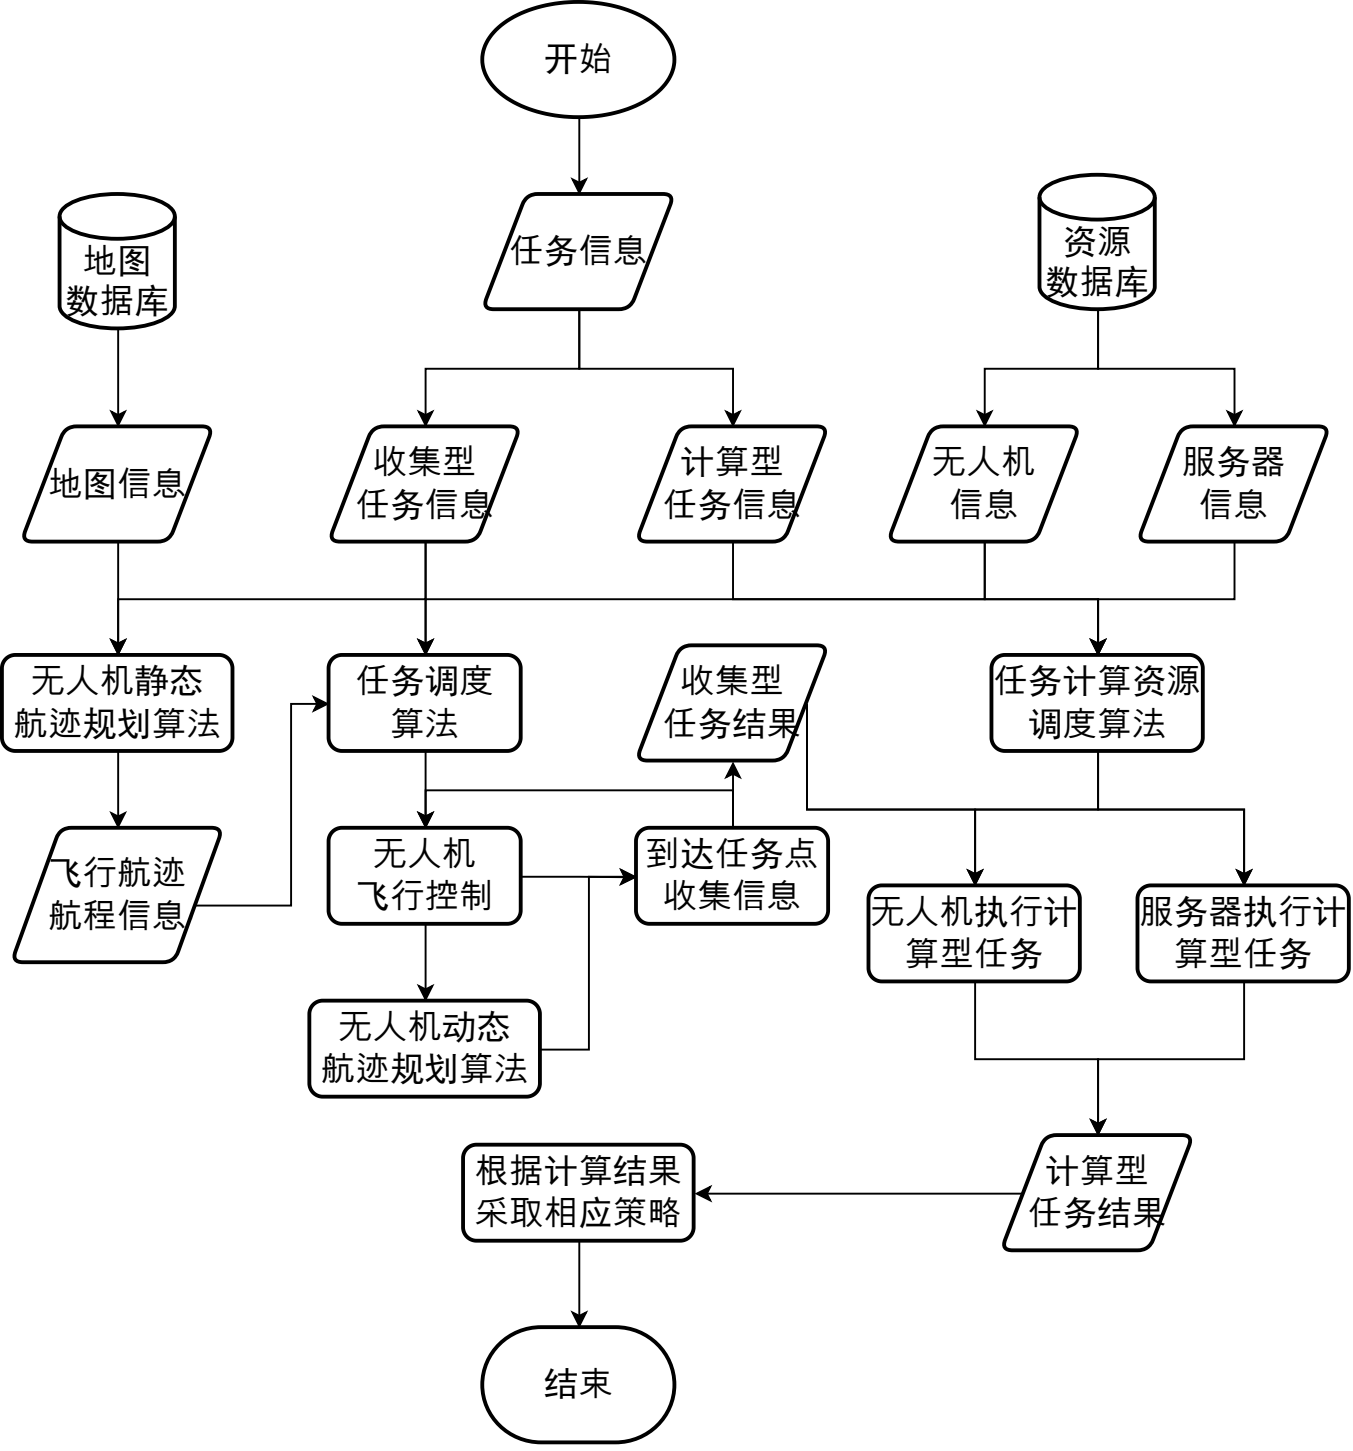 开始
任务信息
地图
数据库
资源
数据库
地图信息
收集型
任务信息
计算型
任务信息
无人机
信息
服务器
信息
无人机静态
航迹规划算法
任务调度
算法
收集型
任务结果
任务计算资源
调度算法
飞行航迹
航程信息
无人机
飞行控制
到达任务点
收集信息
无人机执行计
算型任务
服务器执行计
算型任务
无人机动态
航迹规划算法
根据计算结果
采取相应策略
计算型
任务结果
结束